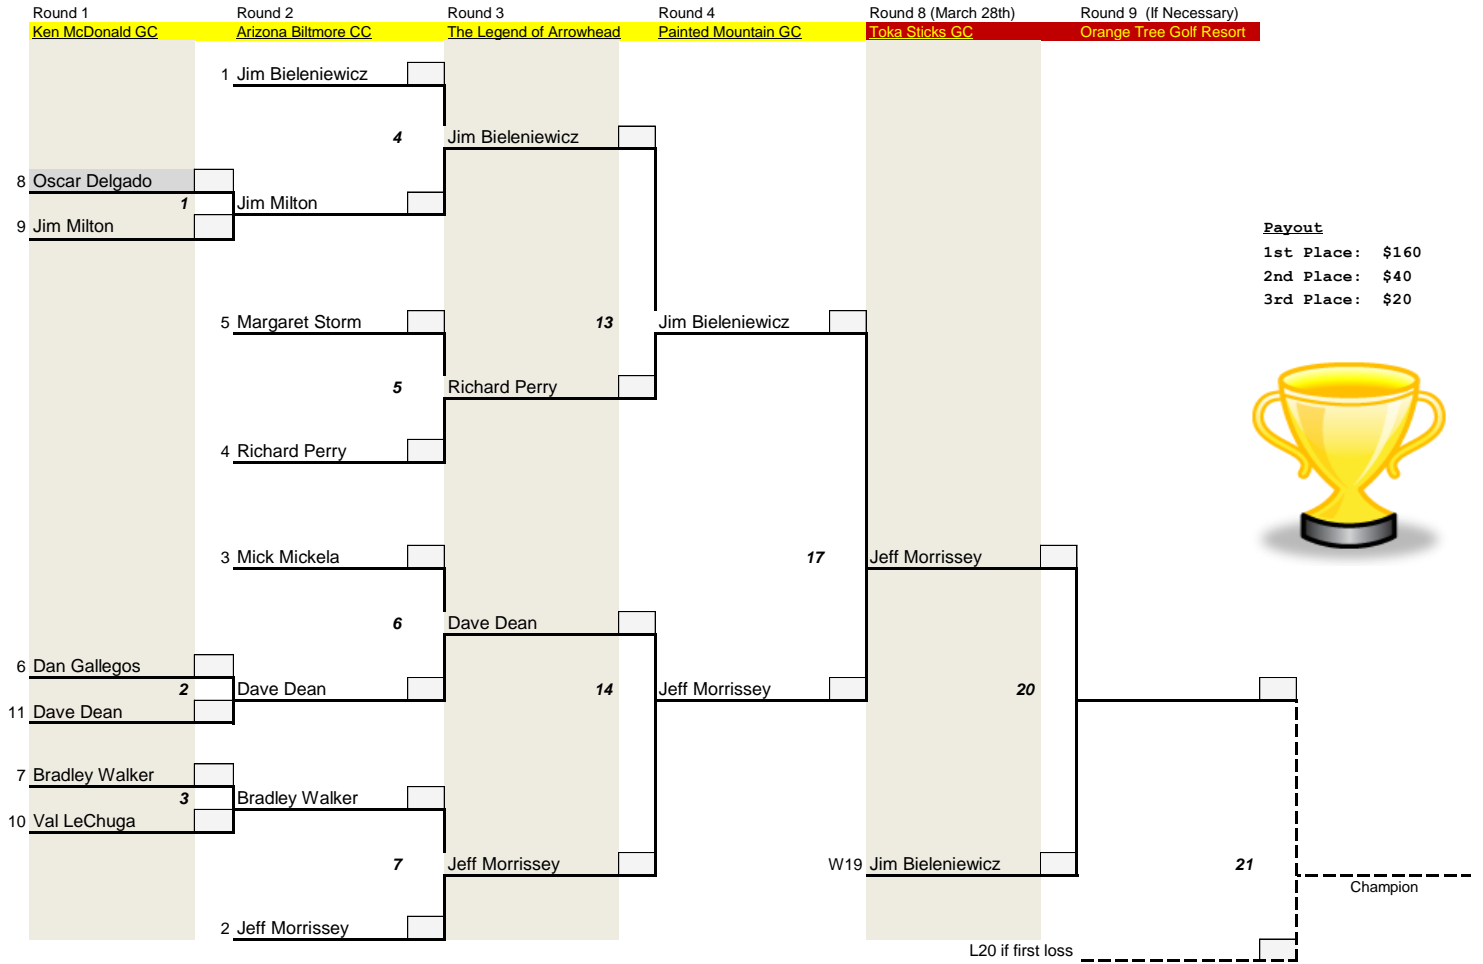 Round 1 Round 2 Round 3 Round 4 Round 8 (March 28th) Round 9 (If Necessary)
Ken McDonald GC Arizona Biltmore CC The Legend of Arrowhead Painted Mountain GC Toka Sticks GC Orange Tree Golf Resort
1 Jim Bieleniewicz
4 Jim Bieleniewicz
8 Oscar Delgado
1 Jim Milton
9 Jim Milton
Payout
1st Place: $160
2nd Place: $40
3rd Place: $20
5 Margaret Storm 13 Jim Bieleniewicz
5 Richard Perry
4 Richard Perry
3 Mick Mickela 17 Jeff Morrissey
6 Dave Dean
6 Dan Gallegos
2 Dave Dean 14 Jeff Morrissey 20
11 Dave Dean
7 Bradley Walker
3 Bradley Walker
10 Val LeChuga
7 Jeff Morrissey W19 Jim Bieleniewicz 21
Champion
2 Jeff Morrissey
L20 if first loss